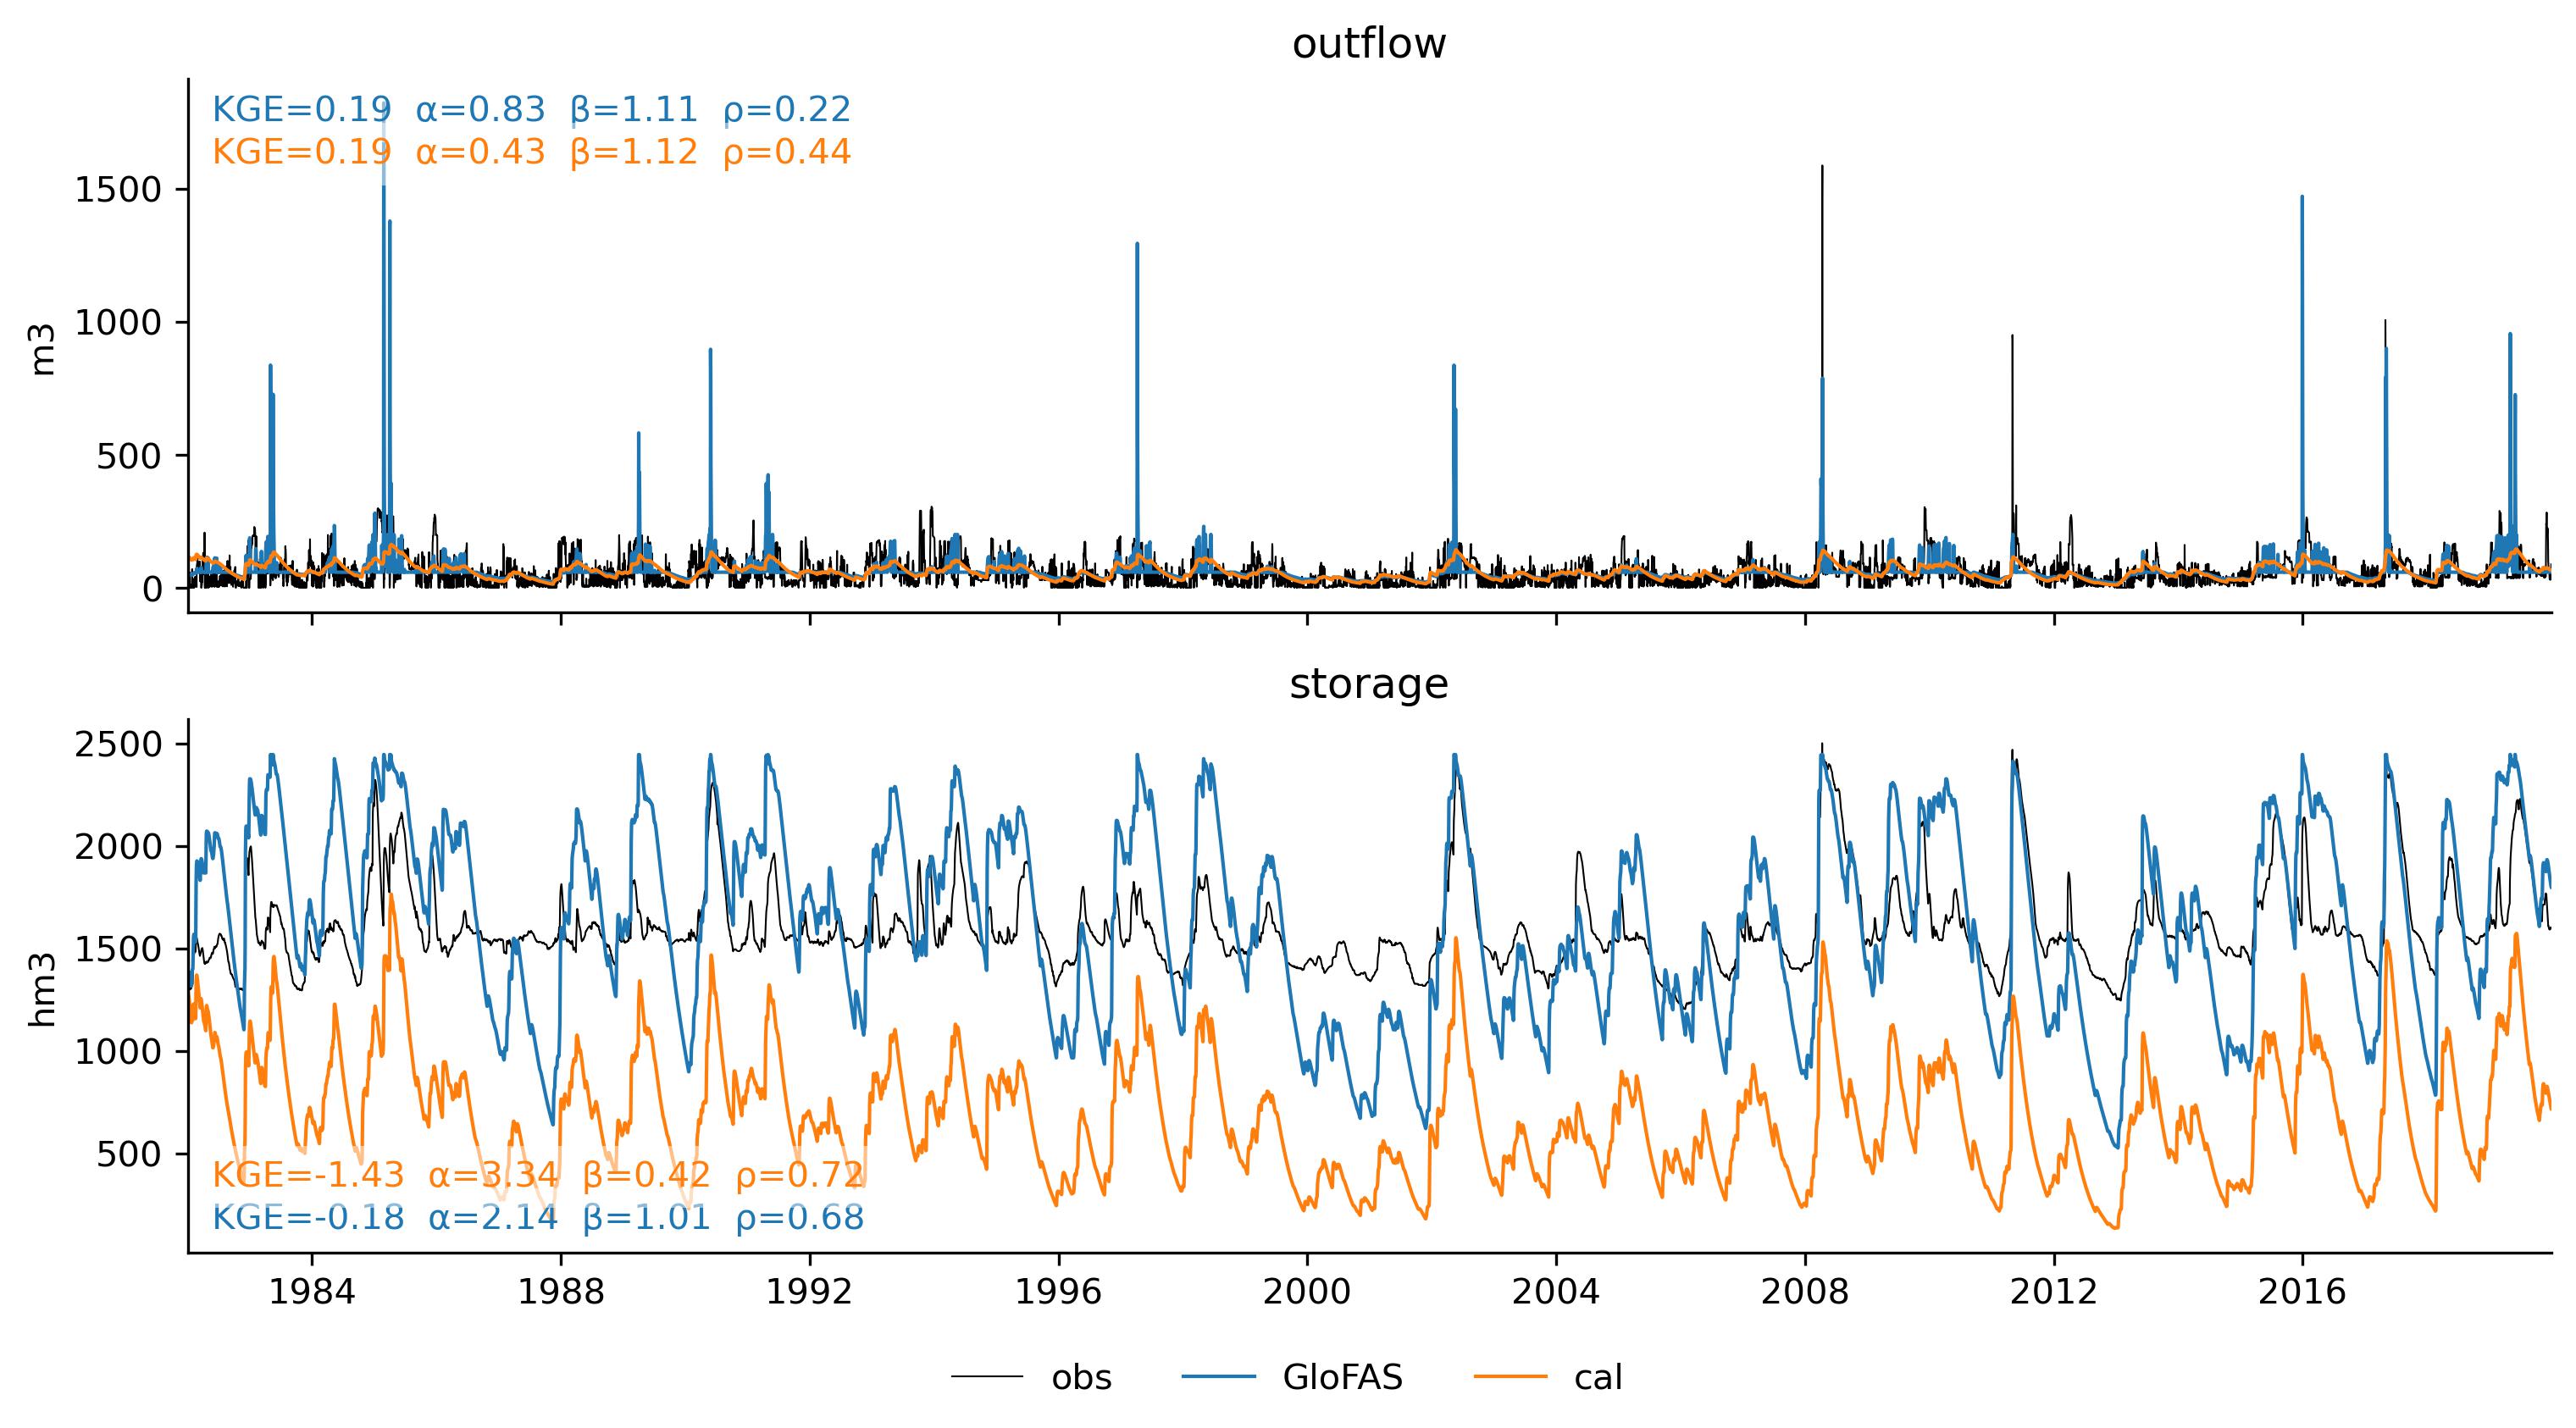 outflow
KGE=0.19 α=0.83 β=1.11 ρ=0.22
KGE=0.19 α=0.43 β=1.12 ρ=0.44
m3
1500
1000
500
0
storage
hm3
2500
2000
1500
1000
500
KGE=-1.43 α=3.34 β=0.42 ρ=0.72
KGE=-0.18 α=2.14 β=1.01 ρ=0.68
1984 1988 1992 1996 2000 2004 2008 2012 2016
obs GloFAS cal